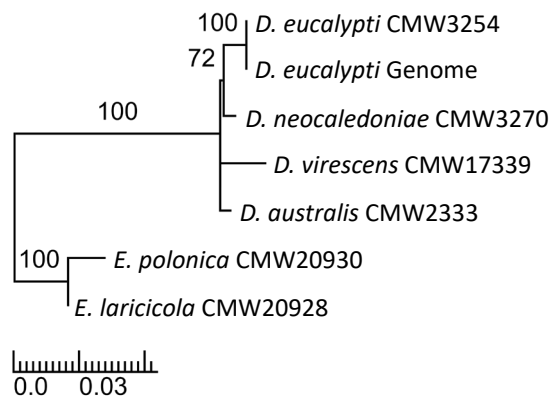 100
D. eucalypti CMW3254
72
D. eucalypti Genome
100
D. neocaledoniae CMW3270
D. virescens CMW17339
D. australis CMW2333
100
E. polonica CMW20930
E. laricicola CMW20928
0.0 0.03